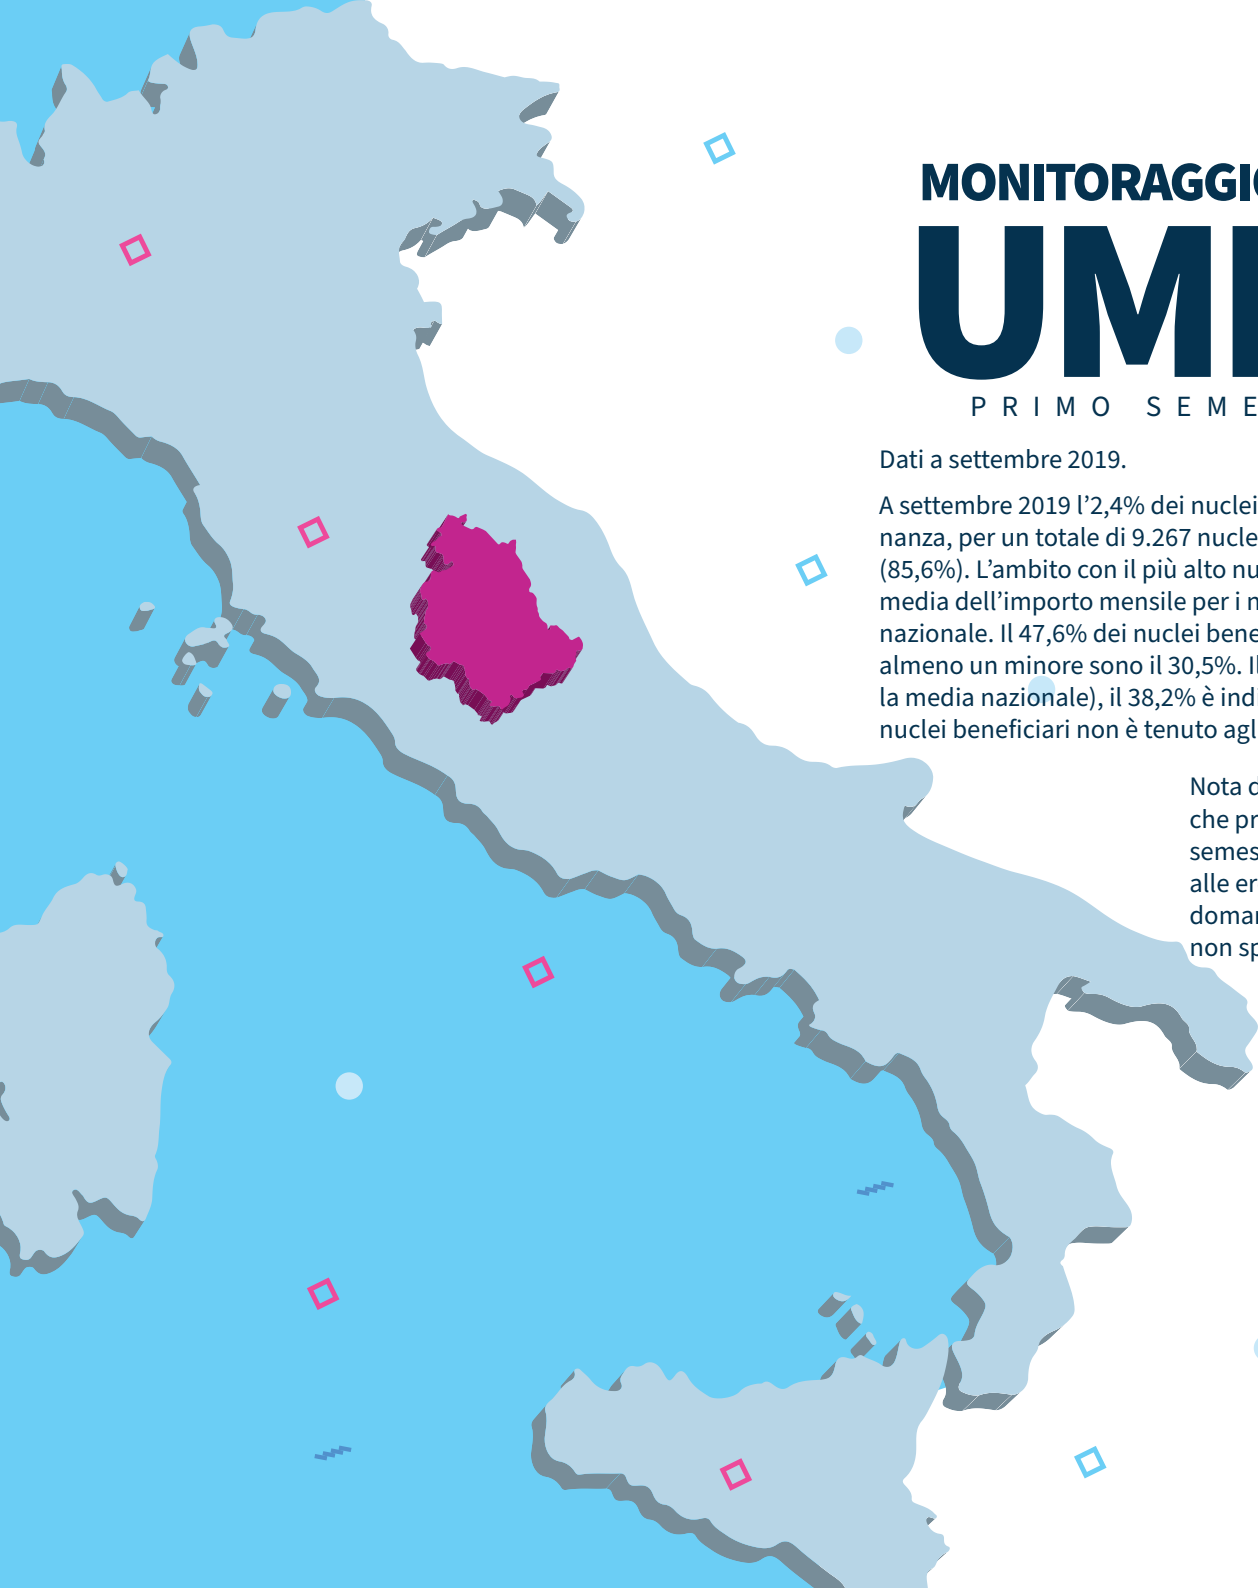 MONITORAGGIO
UMB
PRIMO SEME
Dati a settembre 2019.
A settembre 2019 l’2,4% dei nuclei
nanza, per un totale di 9.267 nucle
(85,6%). L’ambito con il più alto nu
media dell’importo mensile per i n
nazionale. Il 47,6% dei nuclei bene
almeno un minore sono il 30,5%. Il
la media nazionale), il 38,2% è indi
nuclei beneficiari non è tenuto agl
Nota d
che pr
semes
alle er
doman
non sp